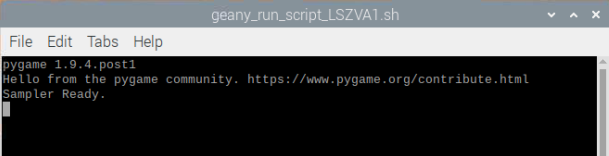 geany_run_script_LSZVA1.sh
File Edit Tabs Help
pygame 1.9.4.post1
Hello from the pygame community. https://www.pygame.org/contribute.html
Sampler Ready.